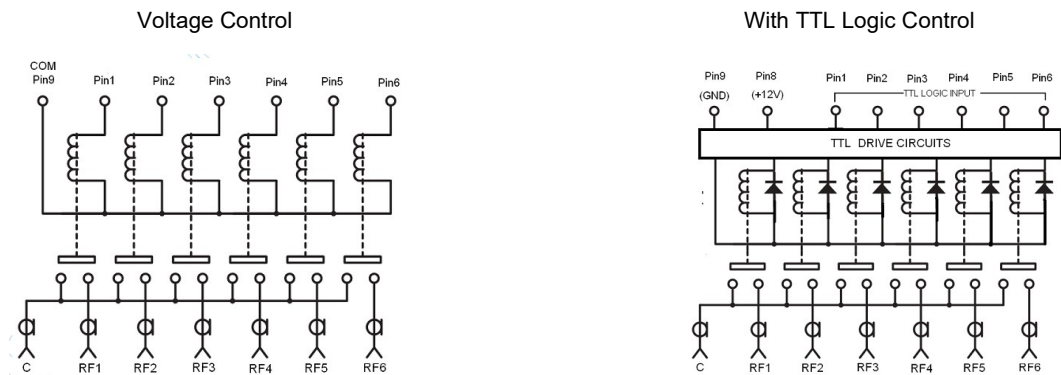 Voltage Control
With TTL Logic Control
COM
Pin9 Pin1 Pin2 Pin3 Pin4 Pin5 Pin6
C RF1 RF2 RF3 RF4 RF5 RF6
Pin9 Pin8 Pin1 Pin2 Pin3 Pin4 Pin5 Pin6
(GND) (+12V) TTL LOGIC INPUT
TTL DRIVE CIRCUITS
C RF1 RF2 RF3 RF4 RF5 RF6